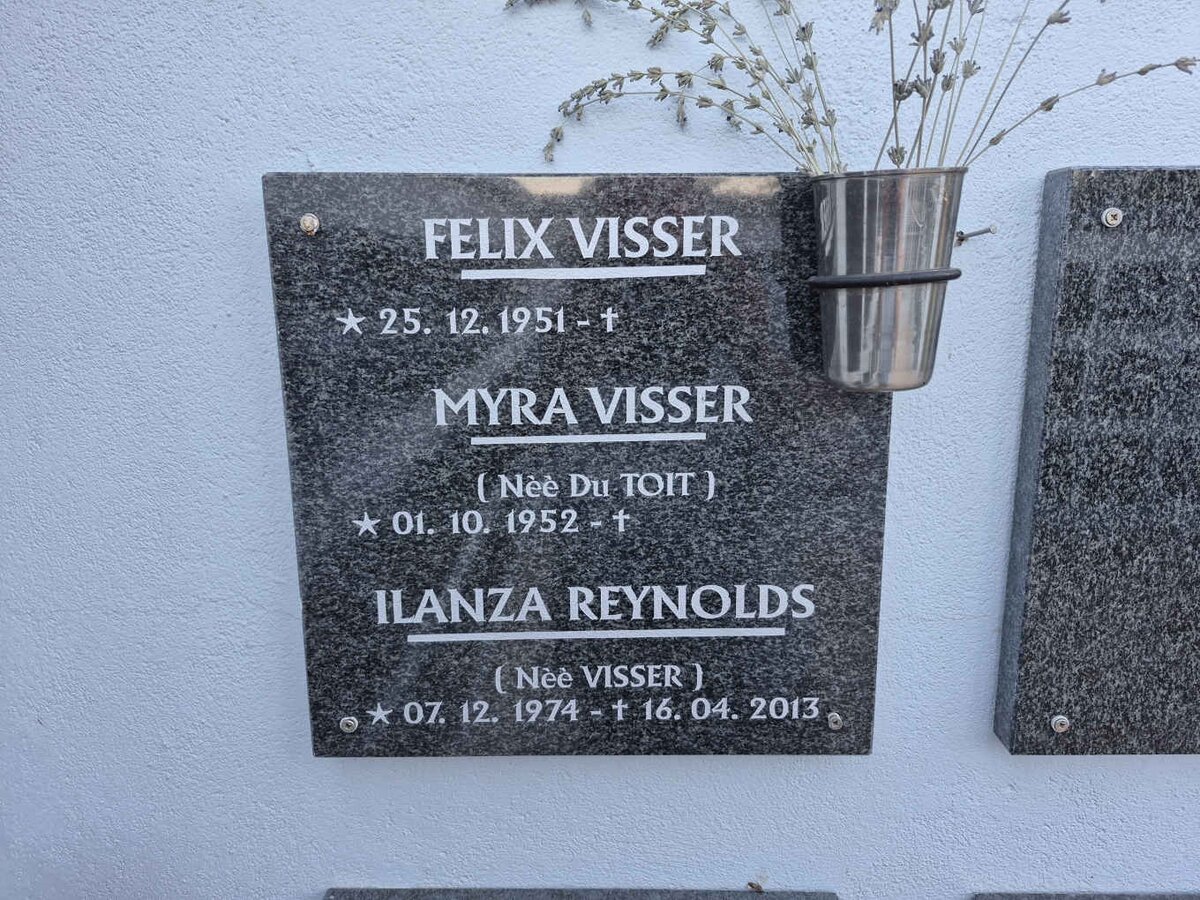 FELIX VISSER
★ 25. 12. 1951 - †
MYRA VISSER
( Nèè Du TOIT )
★ 01. 10. 1952 - †
ILANZA REYNOLDS
( Nèè VISSER )
★ 07. 12. 1974 - † 16. 04. 2013